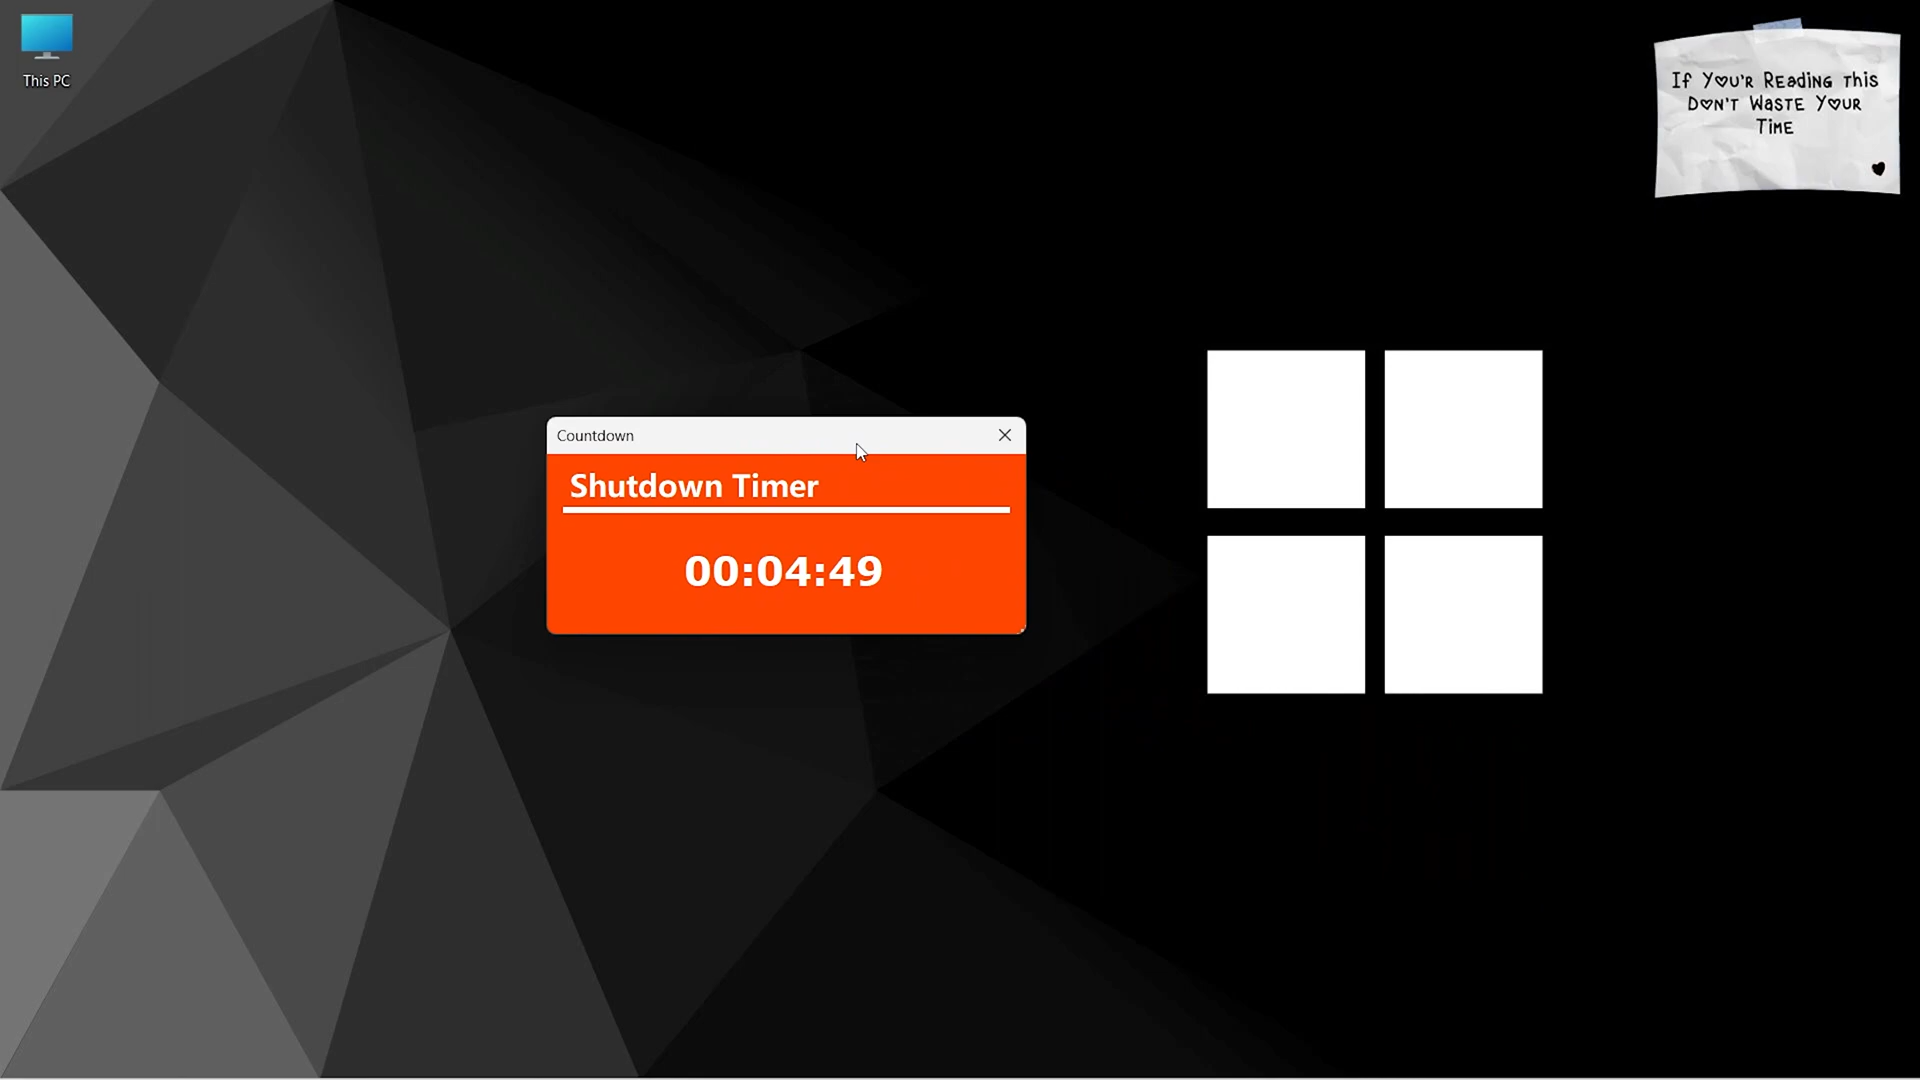 This PC
If You'r Reading this
Don't Waste Your
Time
Countdown
Shutdown Timer
00:04:49